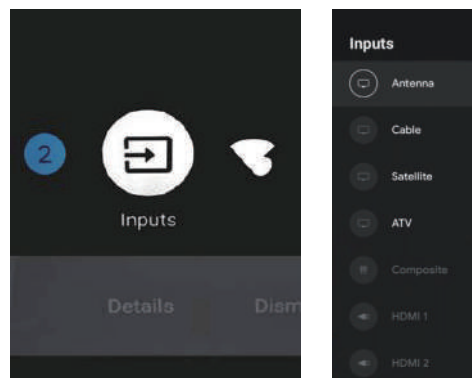 2
Inputs
Details Dism
Inputs
Antenna
Cable
Satellite
ATV
Composite
HDMI 1
HDMI 2